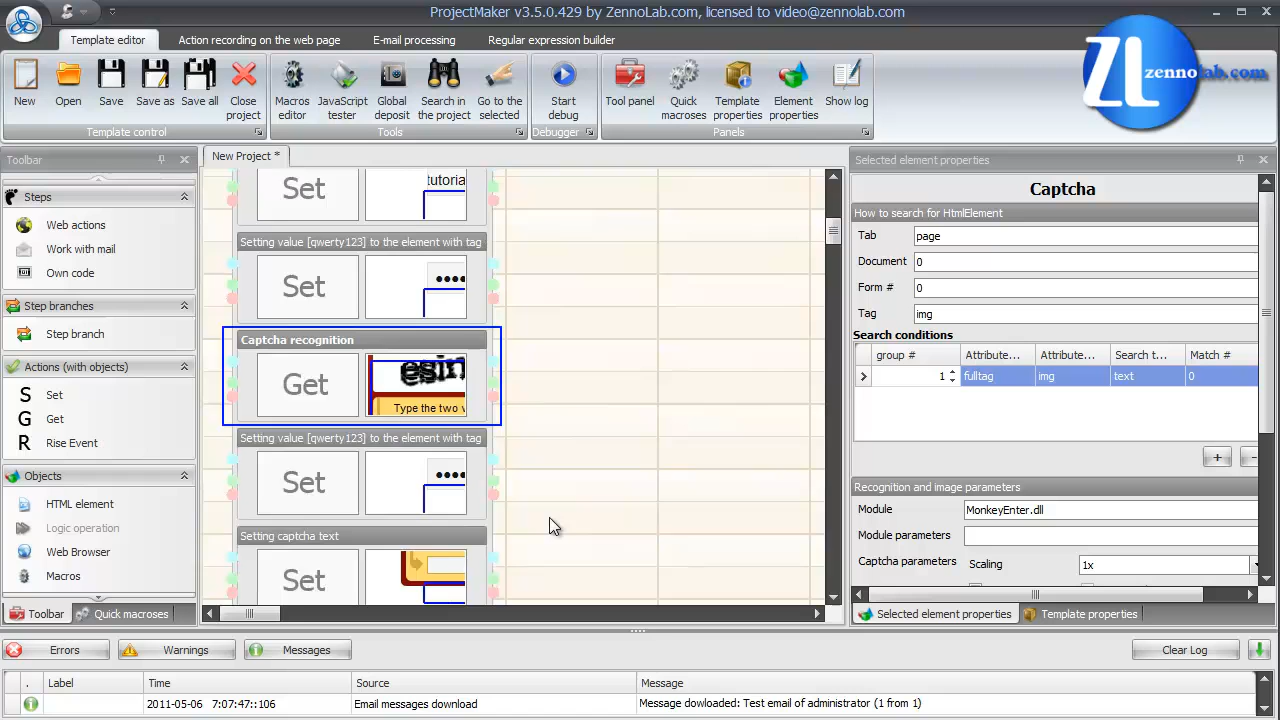 ProjectMaker v3.5.0.429 by ZennoLab.com, licensed to video@zennolab.com
Template editor
Action recording on the web page
E-mail processing
Regular expression builder
New
Open
Save
Save as
Save all
Close project
Template control
Macros editor
JavaScript tester
Global deposit
Search in the project
Go to the selected
Tools
Start debug
Debugger
Tool panel
Quick macroses
Template properties
Element properties
Show log
Panels
ZL zennolab.com
Toolbar
Steps
Web actions
Work with mail
Own code
Step branches
Step branch
Actions (with objects)
S Set
G Get
R Rise Event
Objects
HTML element
Logic operation
Web Browser
Macros
Toolbar
Quick macroses
New Project *
Set
tutoria
Setting value [qwerty123] to the element with tag
Set
Captcha recognition
Get
esin
Type the two v
Setting value [qwerty123] to the element with tag
Set
Setting captcha text
Set
Selected element properties
Captcha
How to search for HtmlElement
Tab page
Document 0
Form # 0
Tag img
Search conditions
group # Attribute... Attribute... Search t... Match #
1 fulltag img text 0
+ -
Recognition and image parameters
Module MonkeyEnter.dll
Module parameters
Captcha parameters Scaling 1x
Selected element properties
Template properties
Errors
Warnings
Messages
Clear Log
. Label Time Source Message
2011-05-06 7:07:47::106 Email messages download Message dowloaded: Test email of administrator (1 from 1)